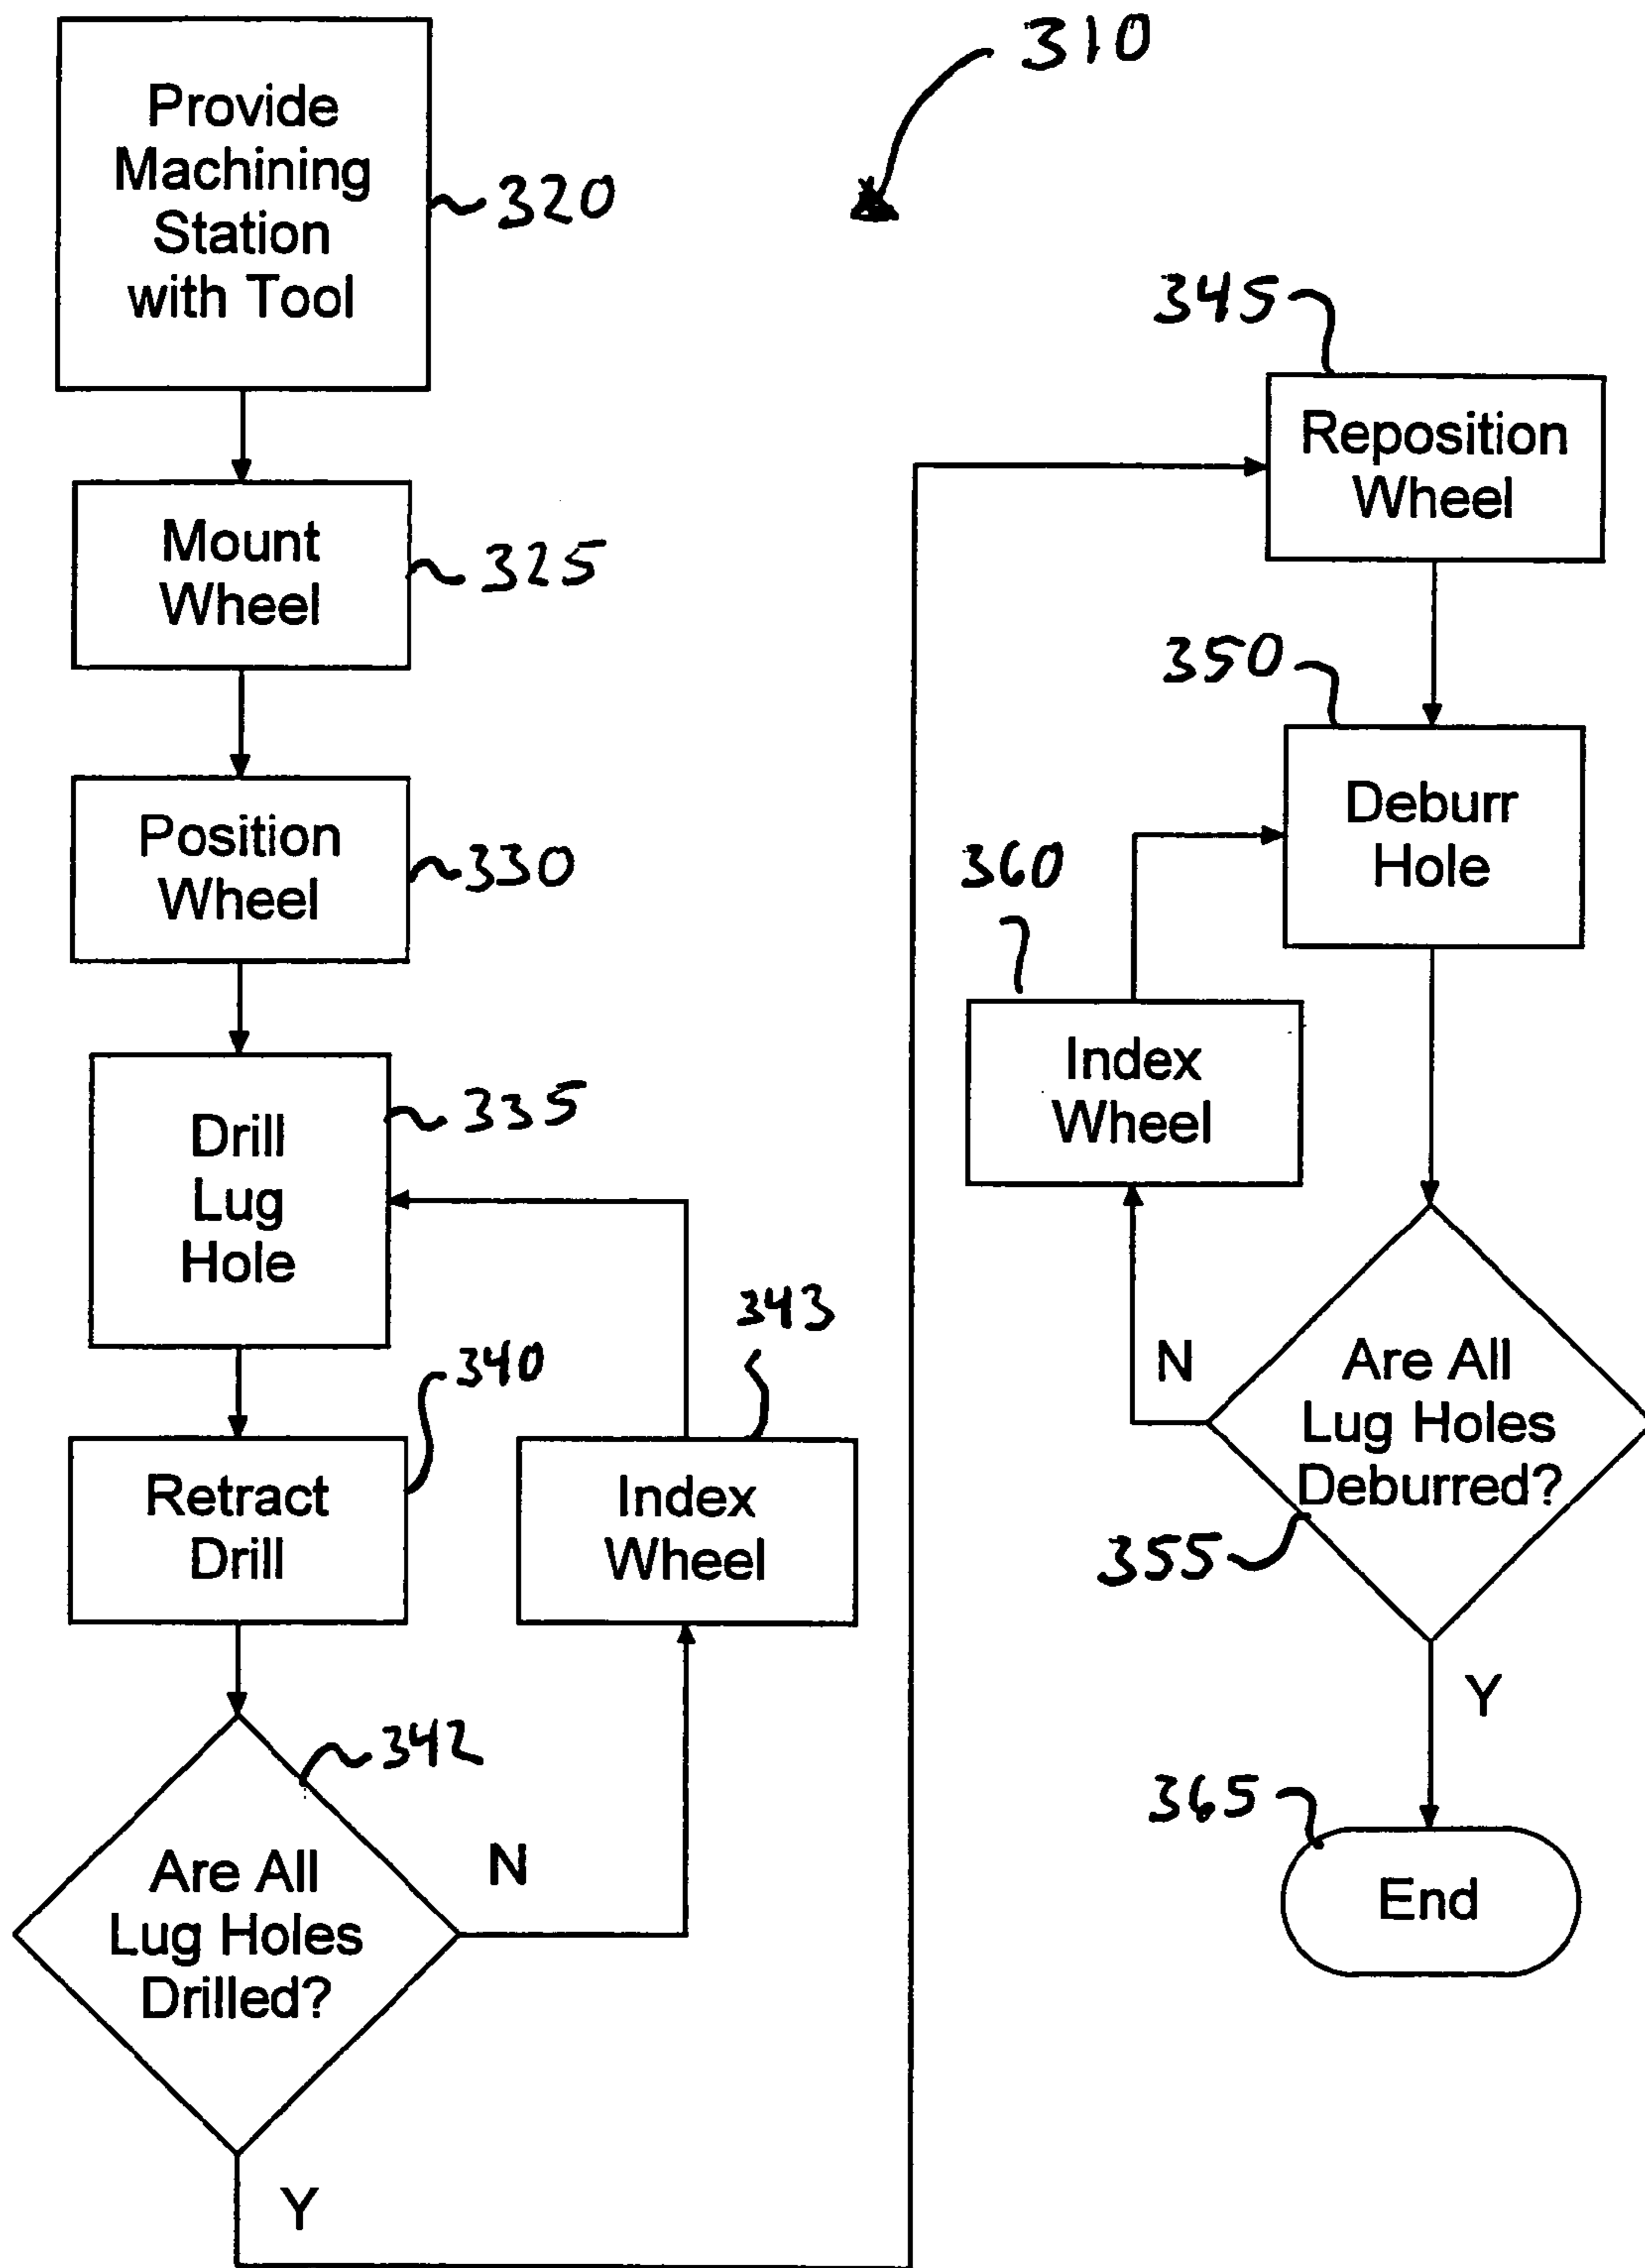 310
Provide
Machining
Station
with Tool
320
Mount
Wheel
325
Position
Wheel
330
Drill
Lug
Hole
335
Retract
Drill
340
Index
Wheel
343
Are All
Lug Holes
Drilled?
342
N
Y
345
Reposition
Wheel
350
Deburr
Hole
360
Index
Wheel
N
Are All
Lug Holes
Deburred?
355
Y
365
End